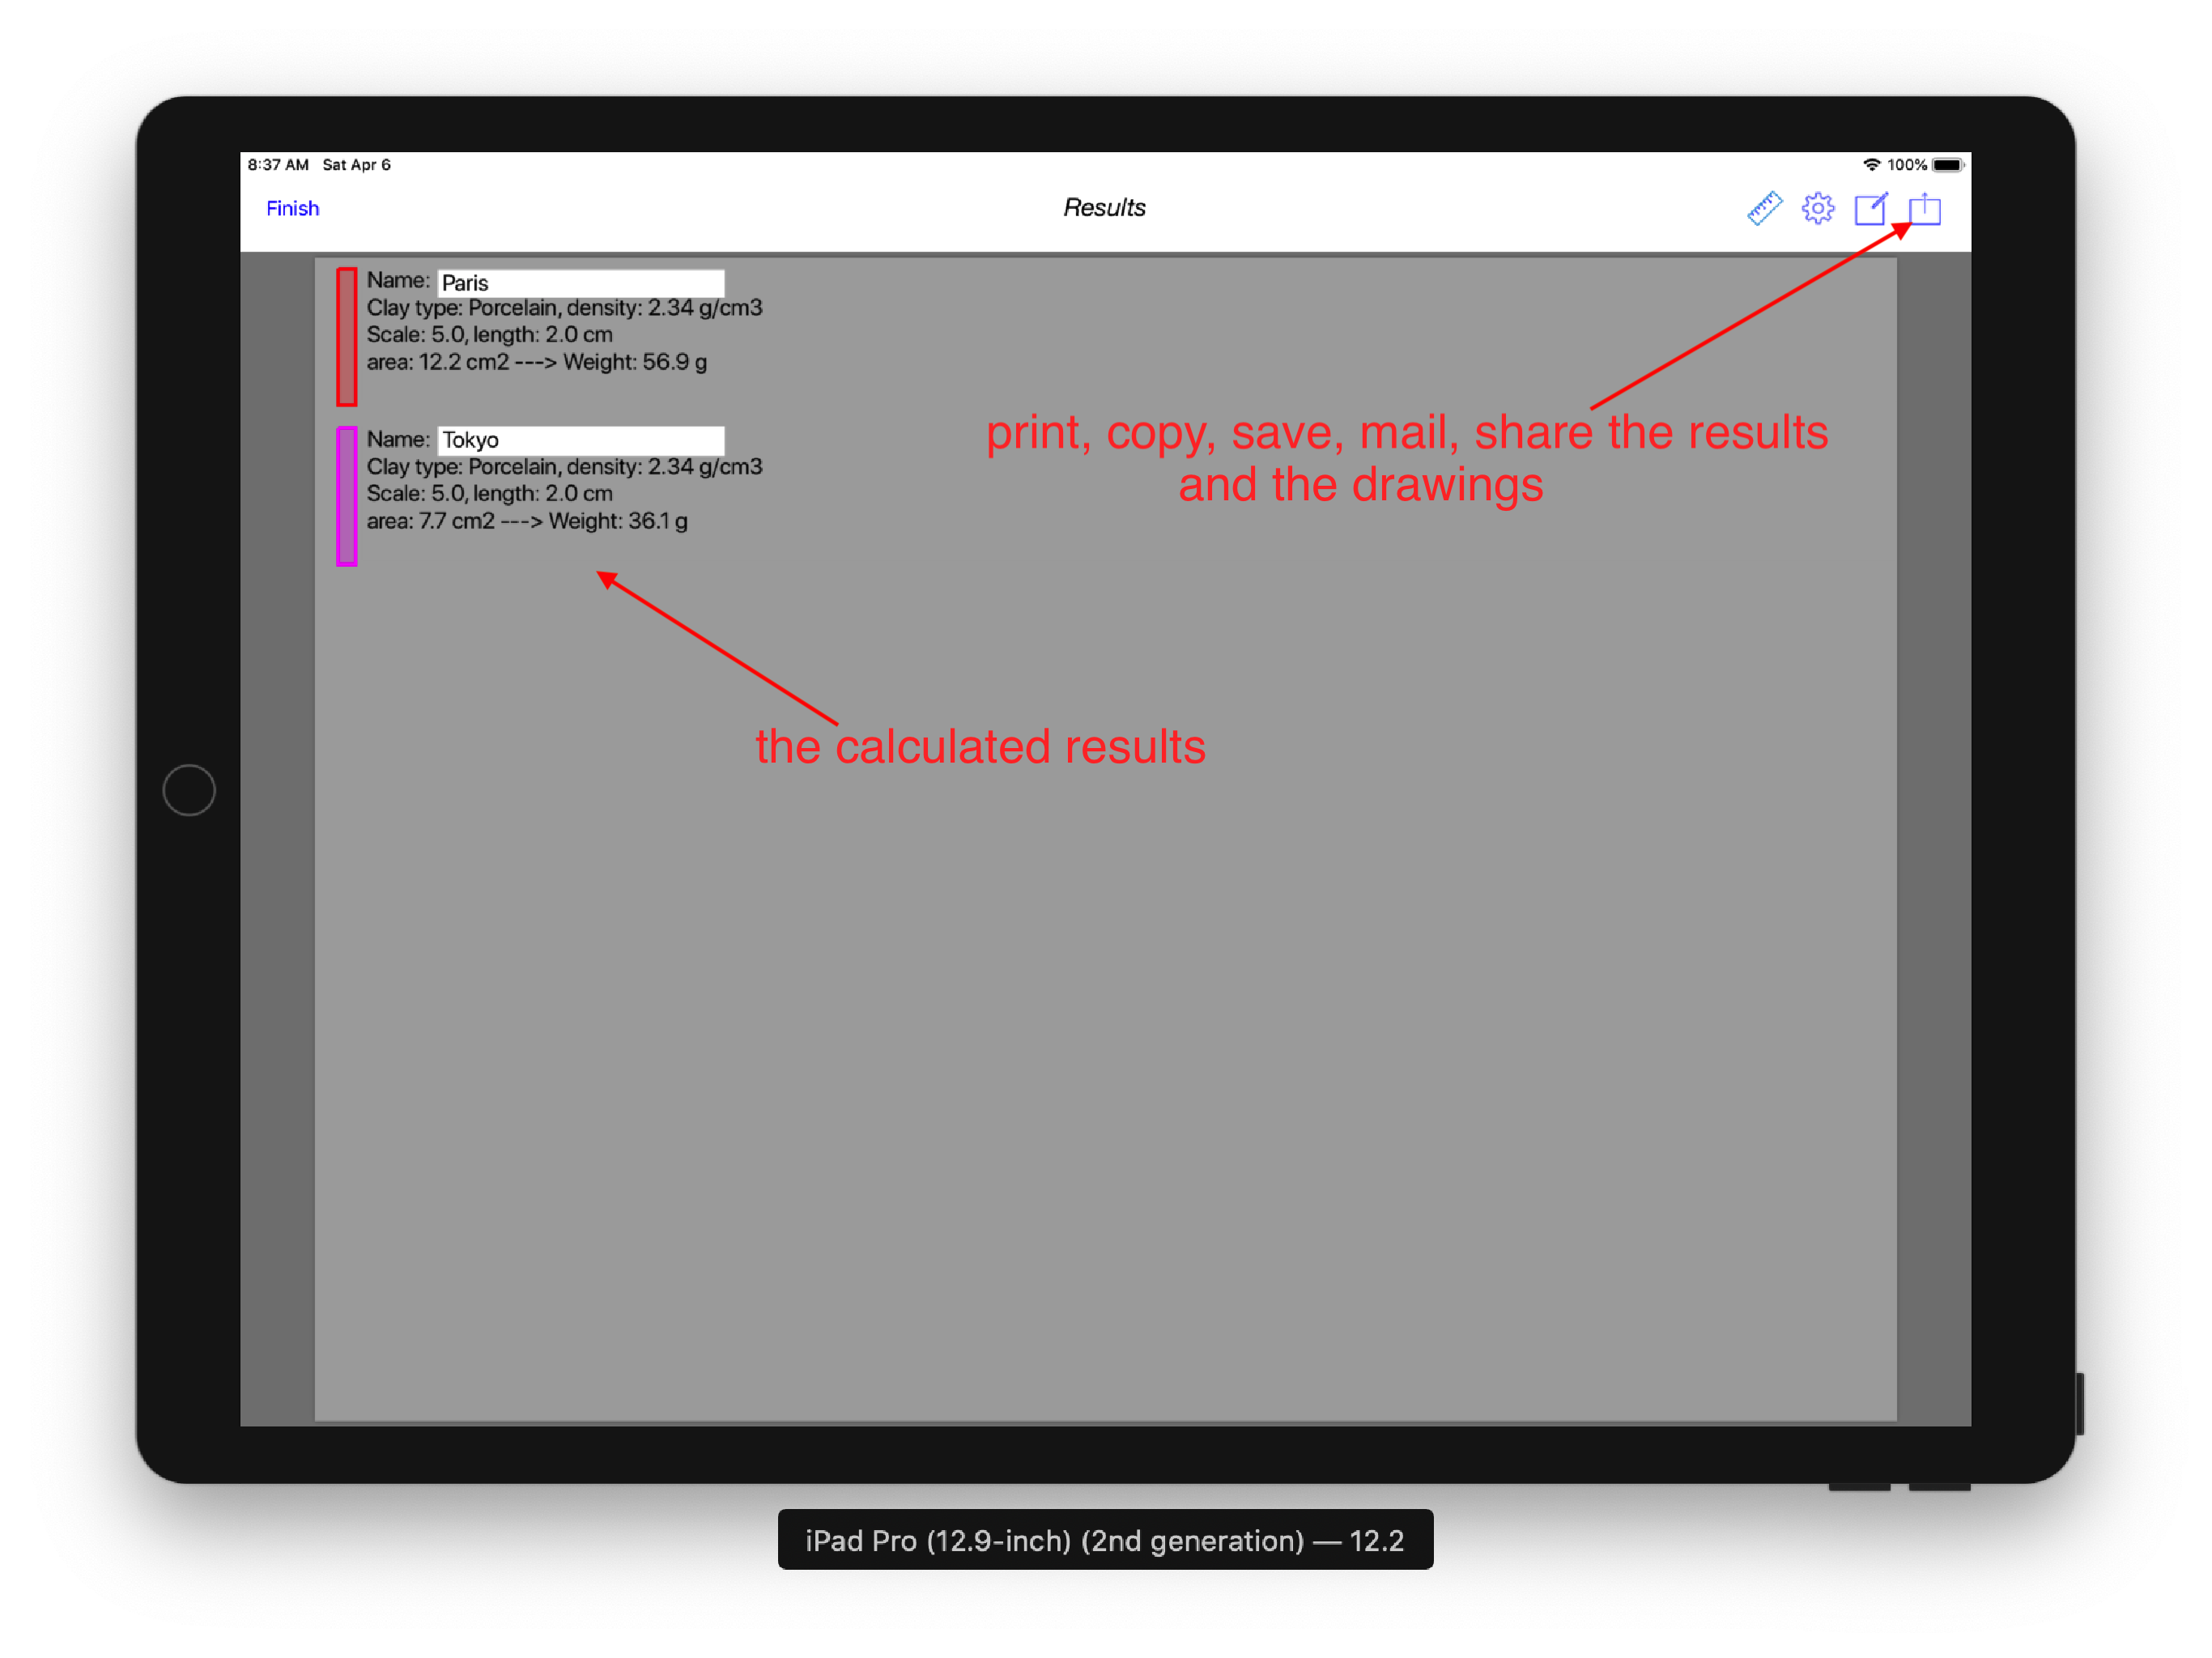 8:37 AM Sat Apr 6
100%
Finish
Results
Name: Paris
Clay type: Porcelain, density: 2.34 g/cm3
Scale: 5.0, length: 2.0 cm
area: 12.2 cm2 ---> Weight: 56.9 g
Name: Tokyo
Clay type: Porcelain, density: 2.34 g/cm3
Scale: 5.0, length: 2.0 cm
area: 7.7 cm2 ---> Weight: 36.1 g
print, copy, save, mail, share the results
and the drawings
the calculated results
iPad Pro (12.9-inch) (2nd generation) — 12.2